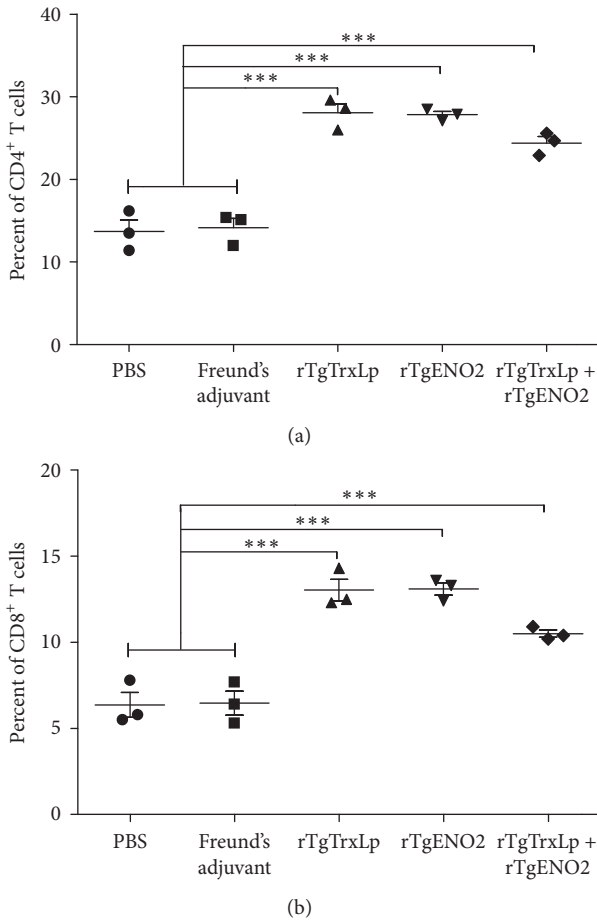 40
30
20
10
0
Percent of CD4⁺ T cells
***
***
***
PBS
Freund's
adjuvant
rTgTrxLp
rTgENO2
rTgTrxLp +
rTgENO2
(a)
20
15
10
5
0
Percent of CD8⁺ T cells
***
***
***
PBS
Freund's
adjuvant
rTgTrxLp
rTgENO2
rTgTrxLp +
rTgENO2
(b)